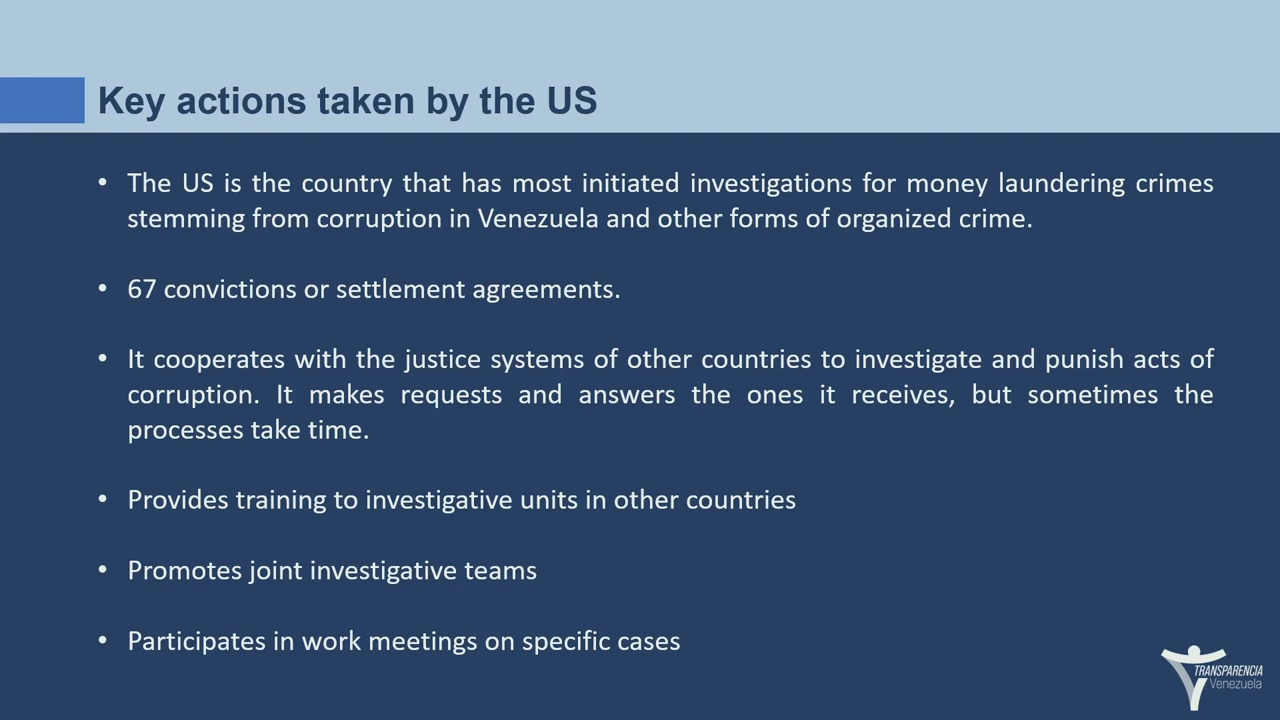 Key actions taken by the US
• The US is the country that has most initiated investigations for money laundering crimes
stemming from corruption in Venezuela and other forms of organized crime.
• 67 convictions or settlement agreements.
• It cooperates with the justice systems of other countries to investigate and punish acts of
corruption. It makes requests and answers the ones it receives, but sometimes the
processes take time.
• Provides training to investigative units in other countries
• Promotes joint investigative teams
• Participates in work meetings on specific cases
TRANSPARENCIA
Venezuela